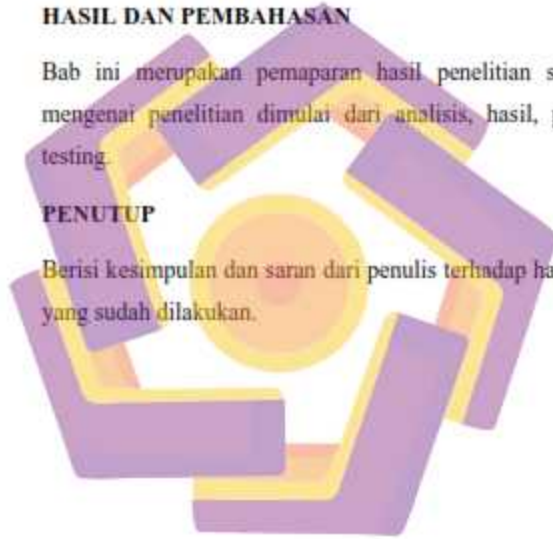 HASIL DAN PEMBAHASAN
Bab ini merupakan pemaparan hasil penelitian
mengenai penelitian dimulai dari analisis, hasil,
testing.
PENUTUP
Berisi kesimpulan dan saran dari penulis terhadap
yang sudah dilakukan.